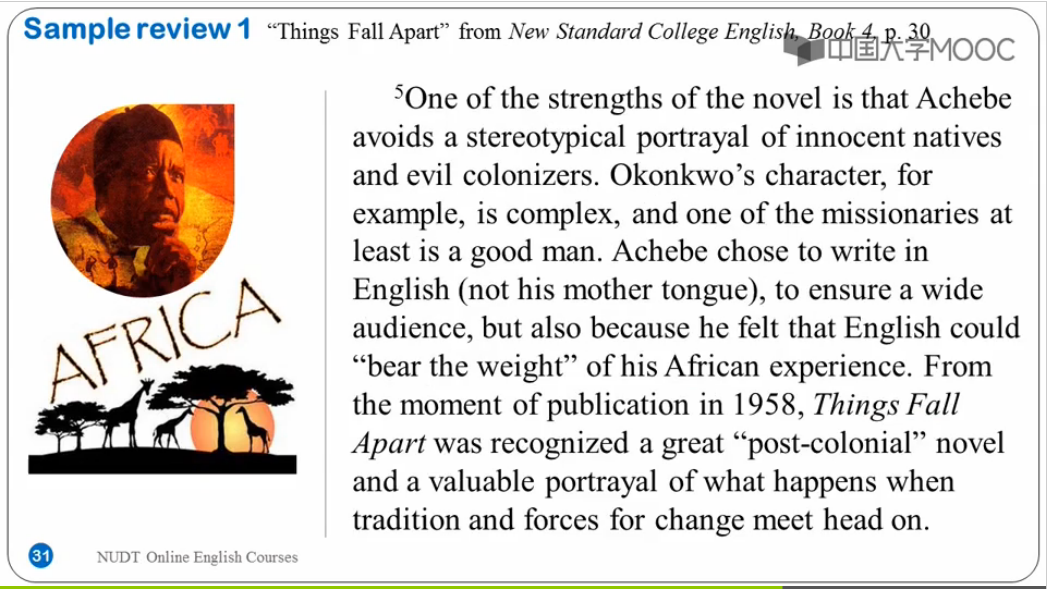 Sample review 1 “Things Fall Apart” from New Standard College English, Book 4, p. 30
中国大学MOOC
⁵One of the strengths of the novel is that Achebe
avoids a stereotypical portrayal of innocent natives
and evil colonizers. Okonkwo’s character, for
example, is complex, and one of the missionaries at
least is a good man. Achebe chose to write in
English (not his mother tongue), to ensure a wide
audience, but also because he felt that English could
“bear the weight” of his African experience. From
the moment of publication in 1958, Things Fall
Apart was recognized a great “post-colonial” novel
and a valuable portrayal of what happens when
tradition and forces for change meet head on.
AFRICA
31 NUDT Online English Courses